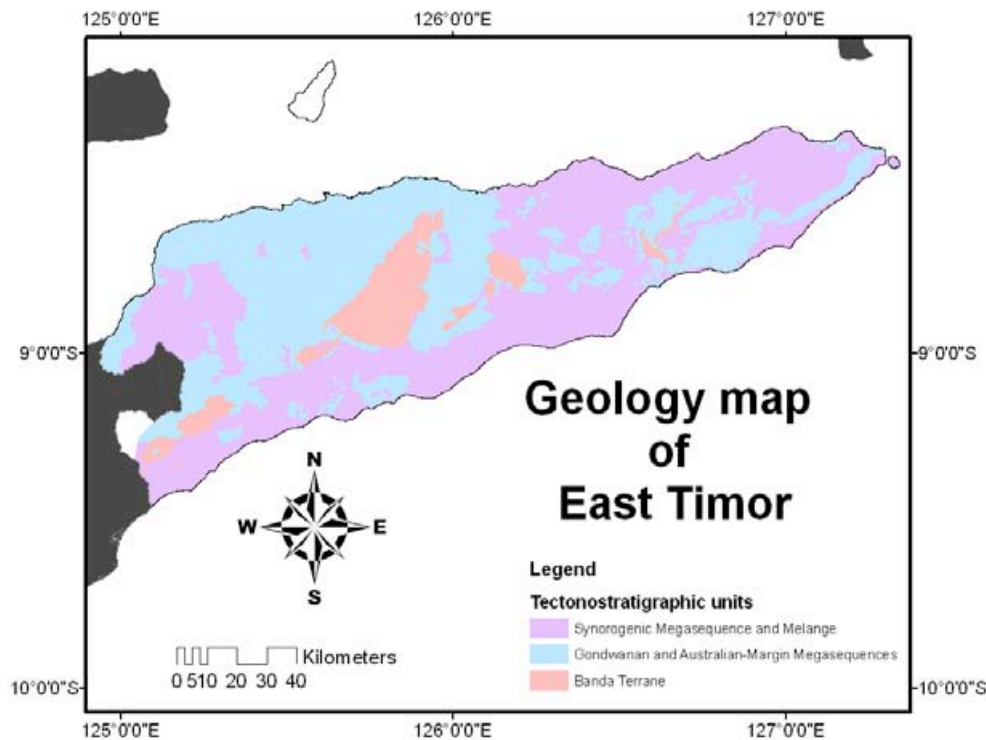 125°0'0"E 126°0'0"E 127°0'0"E
9°0'0"S 9°0'0"S
Geology map
of
East Timor
N
W E
S
Legend
Tectonostratigraphic units
Synorogenic Megasequence and Melange
Gondwanan and Australian-Margin Megasequences
Banda Terrane
Kilometers
0 510 20 30 40
10°0'0"S 10°0'0"S
125°0'0"E 126°0'0"E 127°0'0"E